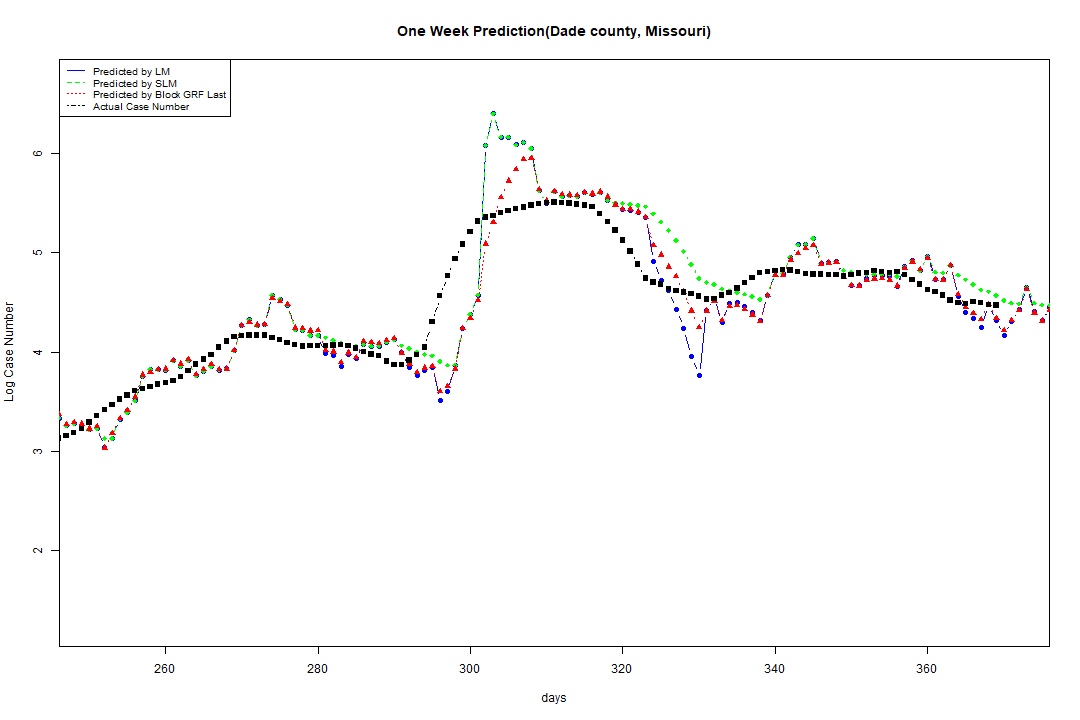 One Week Prediction(Dade county, Missouri)
Predicted by LM
Predicted by SLM
Predicted by Block GRF Last
Actual Case Number
6
5
4
3
2
Log Case Number
260 280 300 320 340 360
days